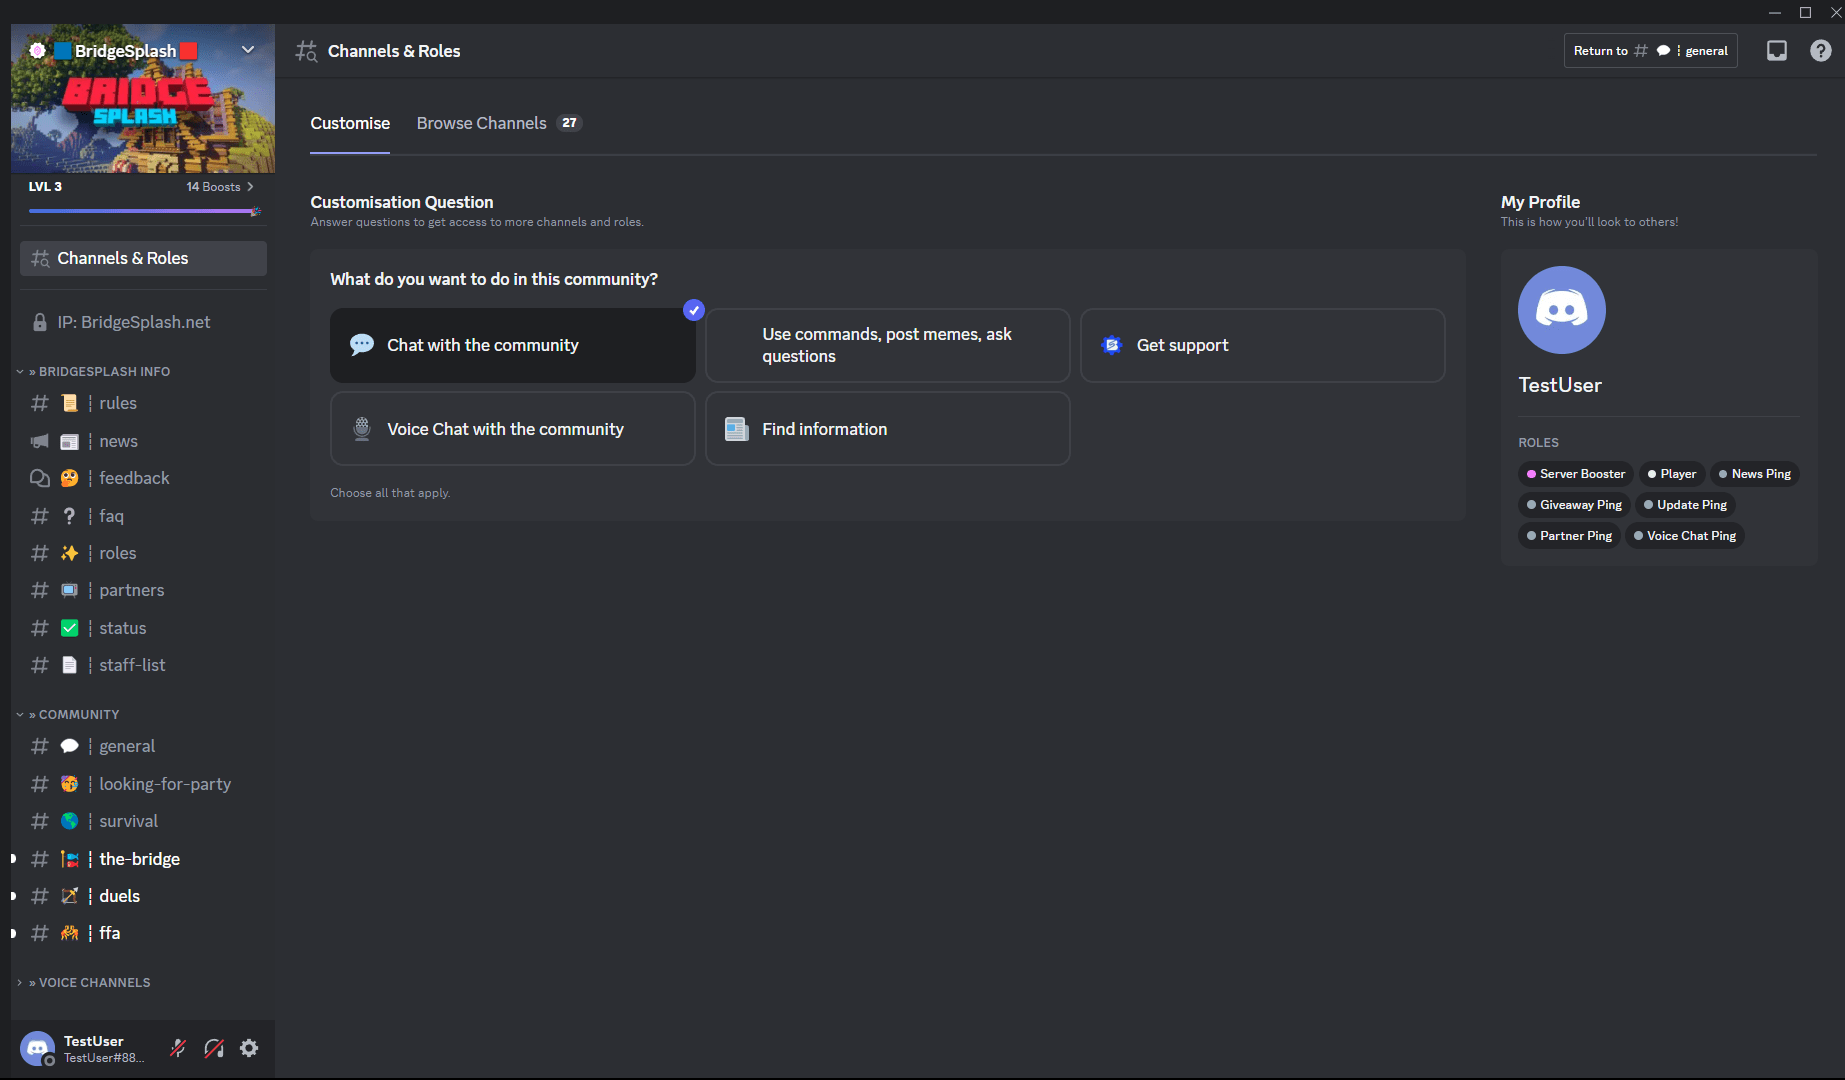 BridgeSplash
BRIDGE
SPLASH
LVL 3
14 Boosts
Channels & Roles
IP: BridgeSplash.net
» BRIDGESPLASH INFO
# 📜 ¦ rules
📰 ¦ news
🤔 ¦ feedback
# ❔ ¦ faq
# ✨ ¦ roles
# 📺 ¦ partners
# ✅ ¦ status
# 📄 ¦ staff-list
» COMMUNITY
# 💬 ¦ general
# 🥳 ¦ looking-for-party
# 🌎 ¦ survival
# 🎏 ¦ the-bridge
# 🏹 ¦ duels
# 🤼 ¦ ffa
» VOICE CHANNELS
TestUser
TestUser#88...
Channels & Roles
Return to # 💬 ¦ general
Customise
Browse Channels 27
Customisation Question
Answer questions to get access to more channels and roles.
What do you want to do in this community?
Chat with the community
Use commands, post memes, ask
questions
Get support
Voice Chat with the community
Find information
Choose all that apply.
My Profile
This is how you'll look to others!
TestUser
ROLES
Server Booster Player News Ping
Giveaway Ping Update Ping
Partner Ping Voice Chat Ping